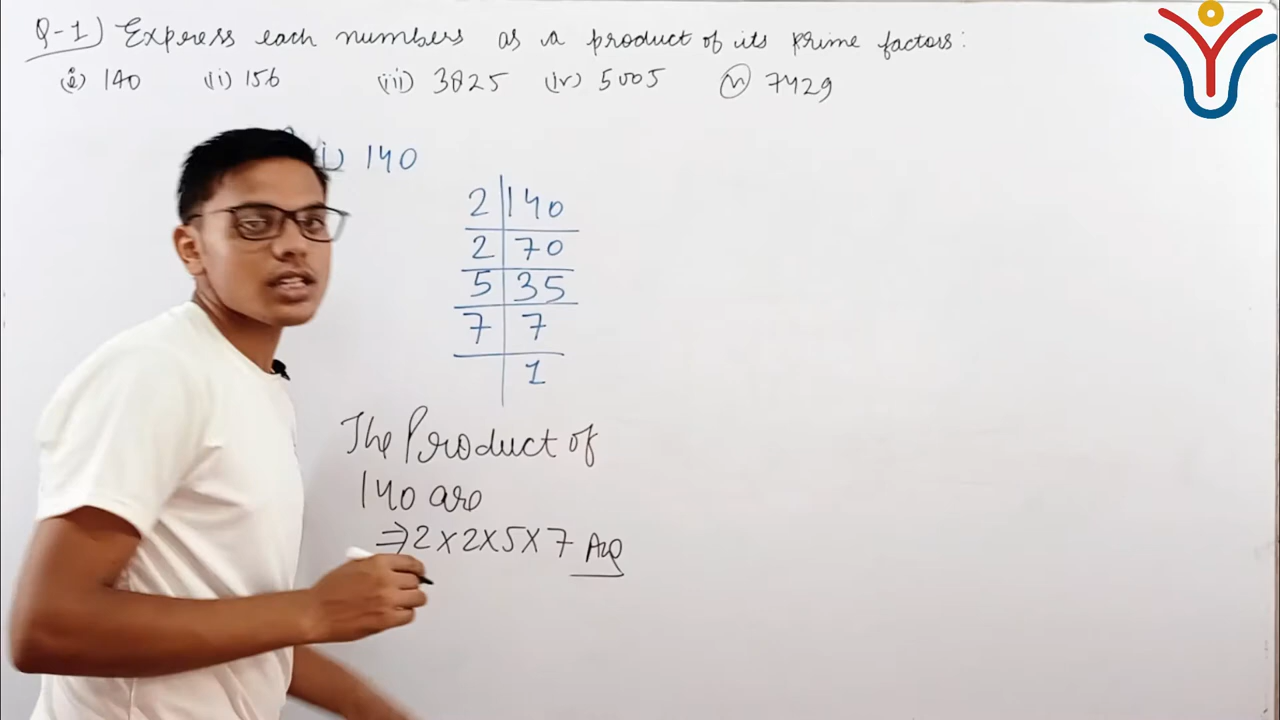 Q-1) Express each numbers as a product of its prime factors:
(i) 140 (ii) 156 (iii) 3825 (iv) 5005 (v) 7429
i) 140
2 140
2 70
5 35
7 7
1
The Product of
140 are
⇒ 2×2×5×7 Ans